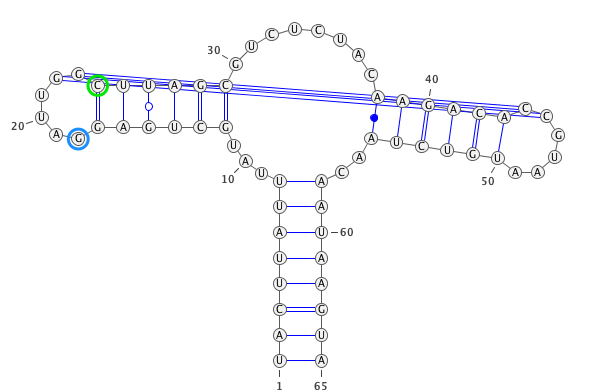 U C U C U A C
30 G
G G C U U A G C
40
A A G A C A C C G U A A
U
U
20
A G G A G U C G U A U
10
A A C U C U G U
50
U A
U A
A U 60
U A
U A
C G
A U
U A
1 65